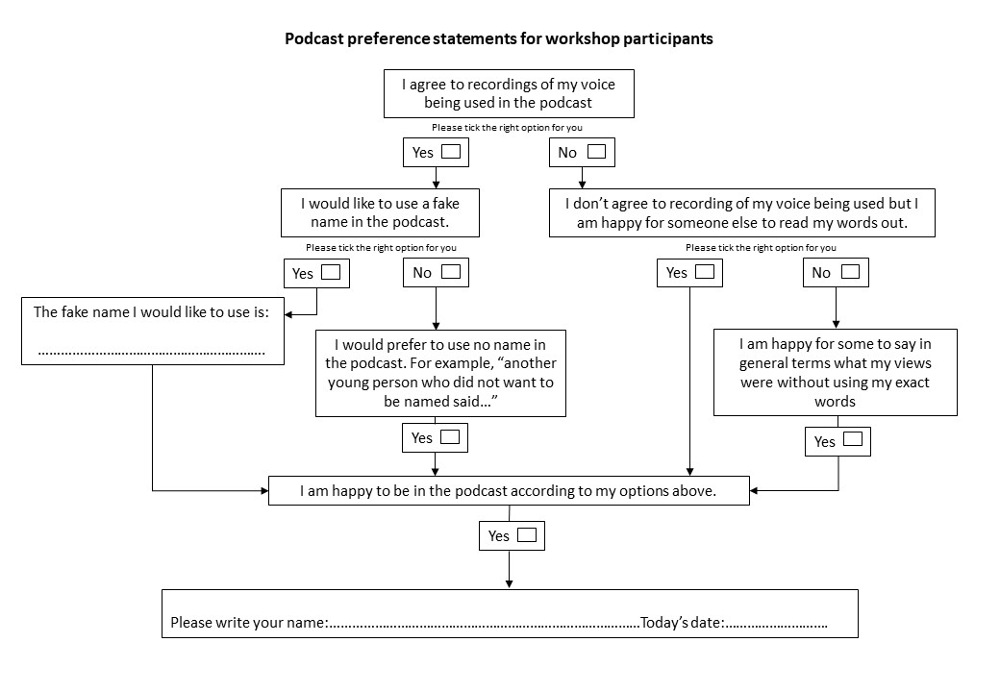 Podcast preference statements for workshop participants
I agree to recordings of my voice
being used in the podcast
Please tick the right option for you
Yes
No
I would like to use a fake
name in the podcast.
I don’t agree to recording of my voice being used but I
am happy for someone else to read my words out.
Please tick the right option for you
Please tick the right option for you
Yes
No
Yes
No
The fake name I would like to use is:
…………………………………………………….
I would prefer to use no name in
the podcast. For example, “another
young person who did not want to
be named said…”
I am happy for some to say in
general terms what my views
were without using my exact
words
Yes
Yes
I am happy to be in the podcast according to my options above.
Yes
Please write your name:……………………………………………………………………….Today’s date:……………………….